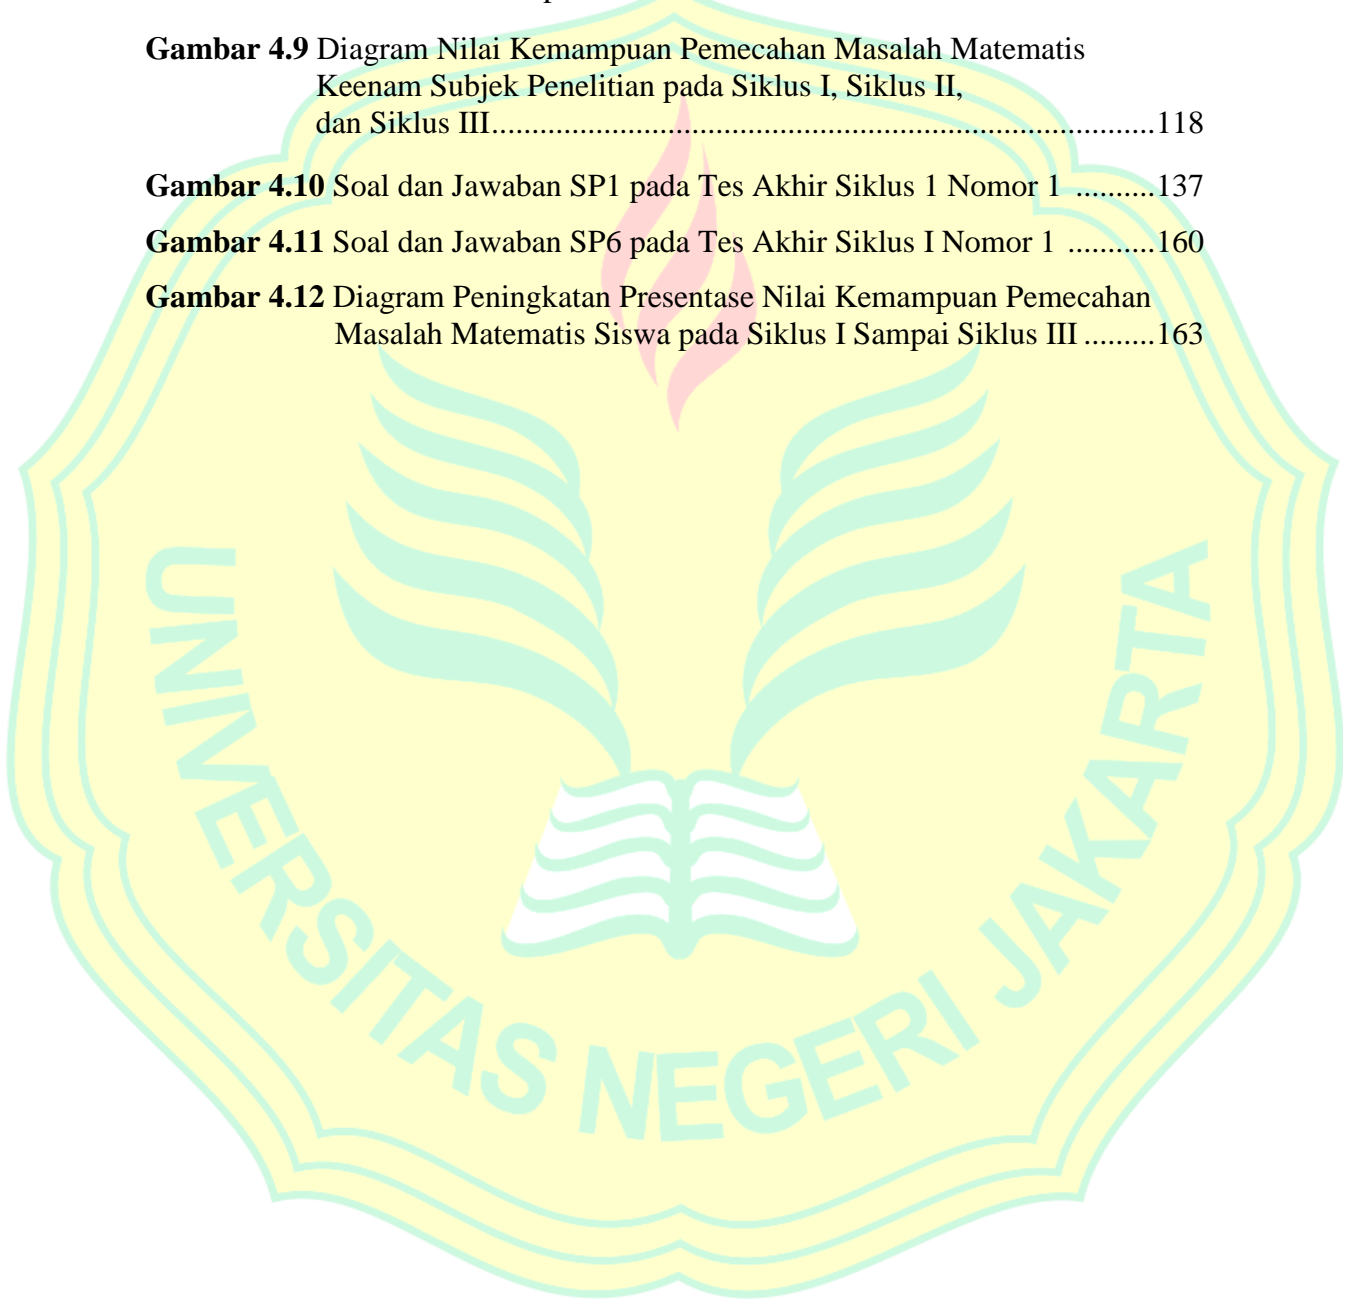 Gambar 4.9 Diagram Nilai Kemampuan Pemecahan Masalah Matematis
Keenam Subjek Penelitian pada Siklus I, Siklus II,
dan Siklus III......................................................................118
Gambar 4.10 Soal dan Jawaban SP1 pada Tes Akhir Siklus 1 Nomor 1 ..........137
Gambar 4.11 Soal dan Jawaban SP6 pada Tes Akhir Siklus I Nomor 1 ...........160
Gambar 4.12 Diagram Peningkatan Presentase Nilai Kemampuan Pemecahan
Masalah Matematis Siswa pada Siklus I Sampai Siklus III .........163
UNIVERSITAS NEGERI JAKARTA